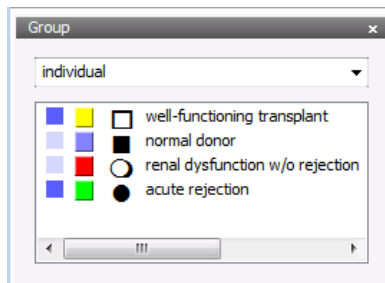 Group
individual
well-functioning transplant
normal donor
renal dysfunction w/o rejection
acute rejection